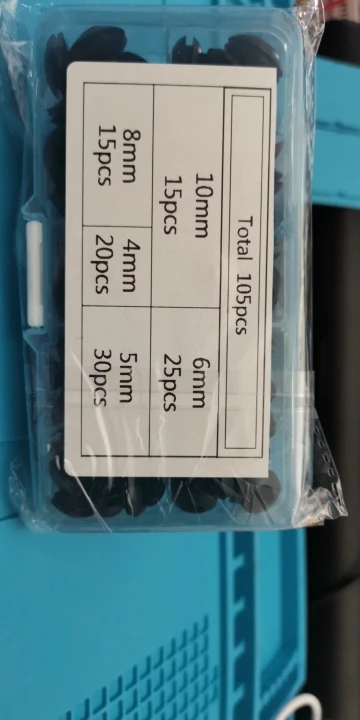 Total 105pcs
10mm
15pcs
6mm
25pcs
8mm
15pcs
4mm
20pcs
5mm
30pcs